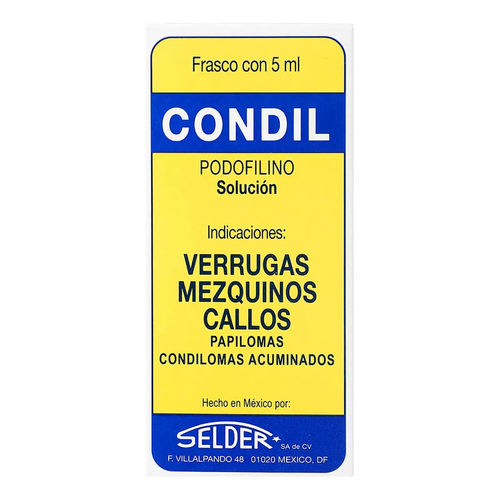 Frasco con 5 ml
CONDIL
PODOFILINO
Solución
Indicaciones:
VERRUGAS
MEZQUINOS
CALLOS
PAPILOMAS
CONDILOMAS ACUMINADOS
Hecho en México por:
SELDER SA de CV
F. VILLALPANDO 48 01020 MEXICO, DF